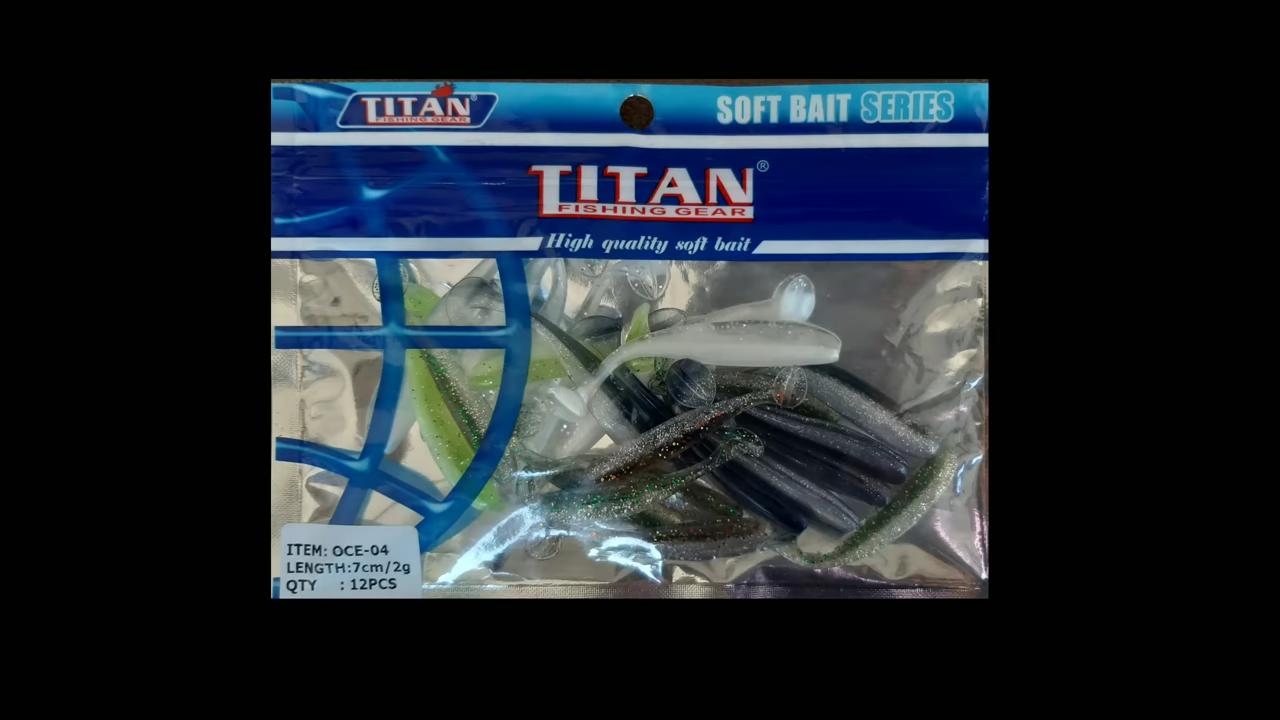 TITAN®
FISHING GEAR
SOFT BAIT SERIES
TITAN®
FISHING GEAR
High quality soft bait
ITEM: OCE-04
LENGTH:7cm/2g
QTY : 12PCS